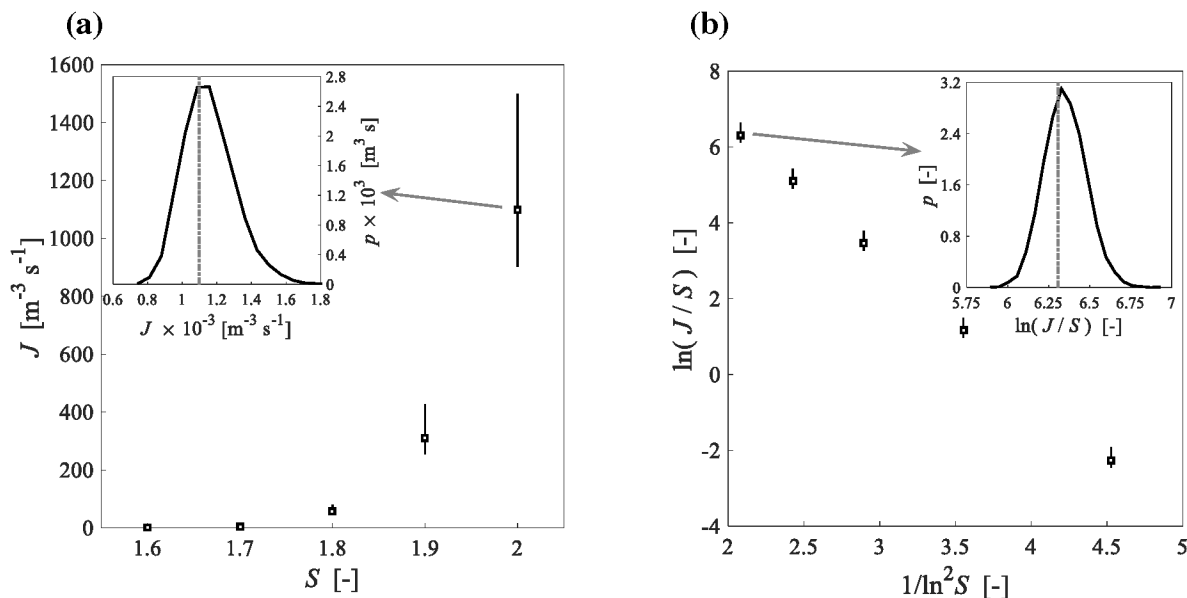 (a)
1600
1400
1200
1000
800
600
400
200
0
J [m⁻³ s⁻¹]
1.6 1.7 1.8 1.9 2
S [-]
2.8
2.4
2.0
1.6
1.2
0.8
0.4
0
p × 10³ [m³ s]
0.6 0.8 1 1.2 1.4 1.6 1.8
J × 10⁻³ [m⁻³ s⁻¹]
(b)
8
6
4
2
0
-2
-4
ln(J/S) [-]
2 2.5 3 3.5 4 4.5 5
1/ln²S [-]
3.2
2.4
1.6
0.8
0
p [-]
5.75 6 6.25 6.5 6.75 7
ln(J/S) [-]